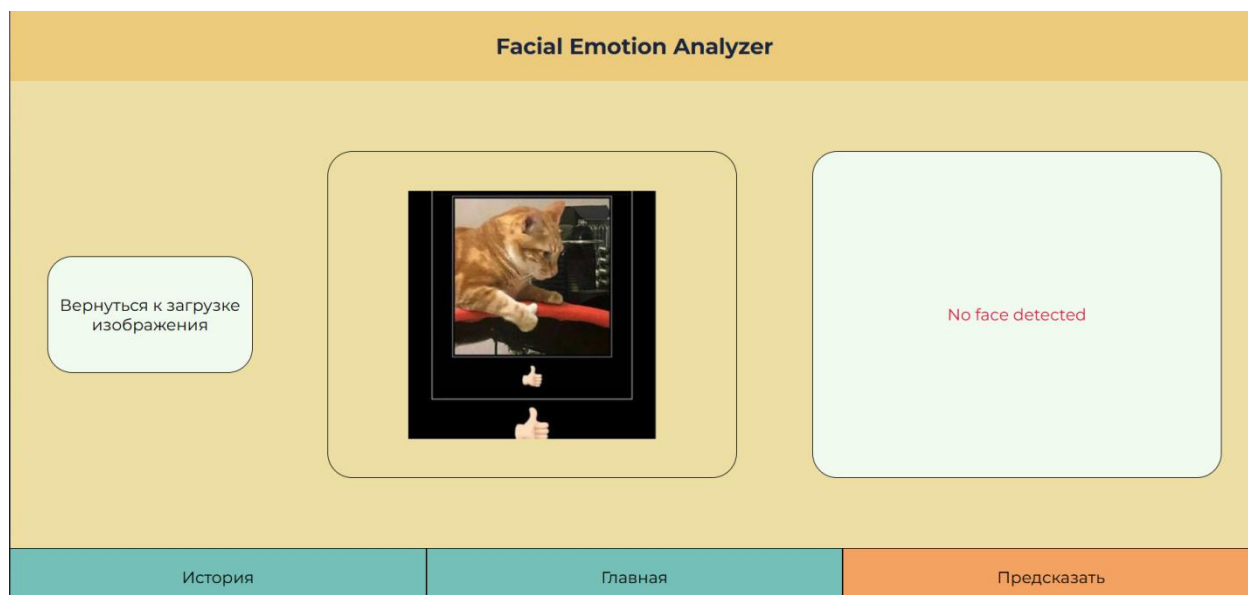 Facial Emotion Analyzer
Вернуться к загрузке
изображения
No face detected
История
Главная
Предсказать